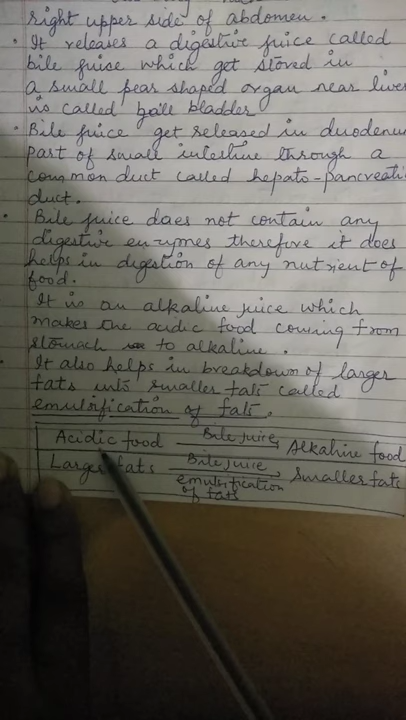 right upper side of abdomen.
• It releases a digestive juice called
bile juice which get stored in
a small pear shaped organ near liver
is called gall bladder
• Bile juice get released in duodenu
part of small intestine through a
common duct called hepato-pancreati
duct.
• Bile juice does not contain any
digestive enzymes therefore it does
helps in digestion of any nutrient of
food.
It is an alkaline juice which
makes the acidic food coming from
stomach to alkaline.
• It also helps in breakdown of larger
fats into smaller fats called
emulsification of fats.
Acidic food Bile juice Alkaline food
Larger fats Bile juice Smaller fats
emulsification
of fats